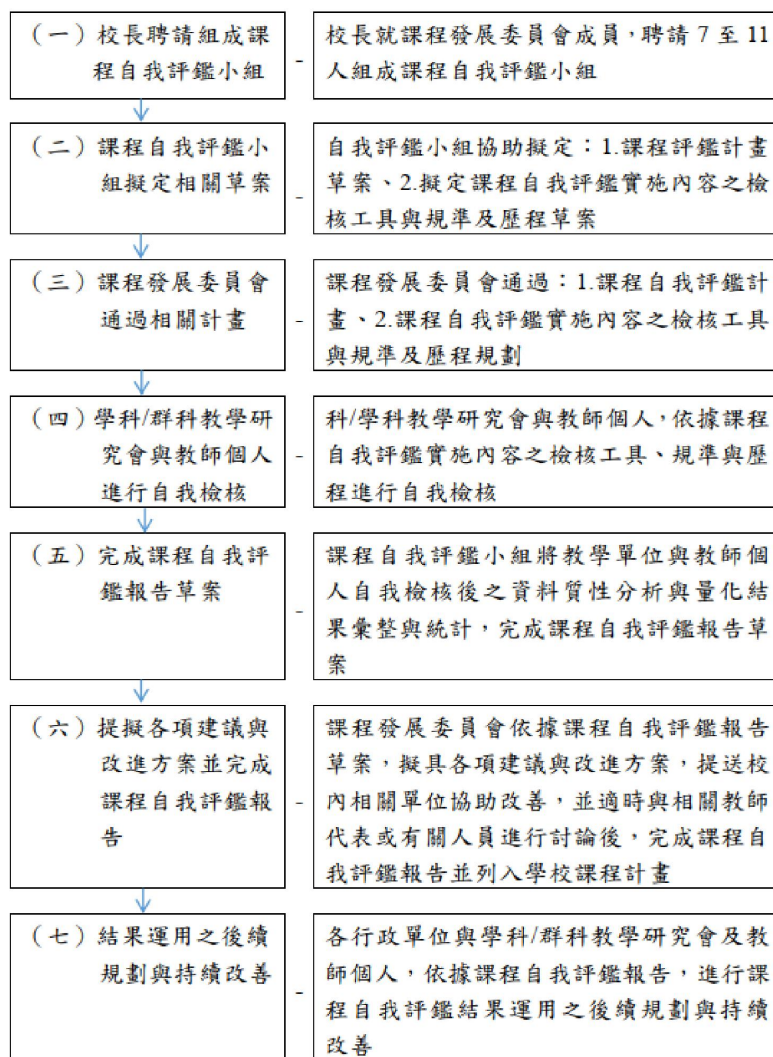 （一）校長聘請組成課
程自我評鑑小組
-
校長就課程發展委員會成員，聘請 7 至 11
人組成課程自我評鑑小組
（二）課程自我評鑑小
組擬定相關草案
-
自我評鑑小組協助擬定：1.課程評鑑計畫
草案、2.擬定課程自我評鑑實施內容之檢
核工具與規準及歷程草案
（三）課程發展委員會
通過相關計畫
-
課程發展委員會通過：1.課程自我評鑑計
畫、2.課程自我評鑑實施內容之檢核工具
與規準及歷程規劃
（四）學科/群科教學研
究會與教師個人
進行自我檢核
-
科/學科教學研究會與教師個人，依據課程
自我評鑑實施內容之檢核工具、規準與歷
程進行自我檢核
（五）完成課程自我評
鑑報告草案
-
課程自我評鑑小組將教學單位與教師個
人自我檢核後之資料質性分析與量化結
果彙整與統計，完成課程自我評鑑報告草
案
（六）提擬各項建議與
改進方案並完成
課程自我評鑑報
告
-
課程發展委員會依據課程自我評鑑報告
草案，擬具各項建議與改進方案，提送校
內相關單位協助改善，並適時與相關教師
代表或有關人員進行討論後，完成課程自
我評鑑報告並列入學校課程計畫
（七）結果運用之後續
規劃與持續改善
-
各行政單位與學科/群科教學研究會及教
師個人，依據課程自我評鑑報告，進行課
程自我評鑑結果運用之後續規劃與持續
改善